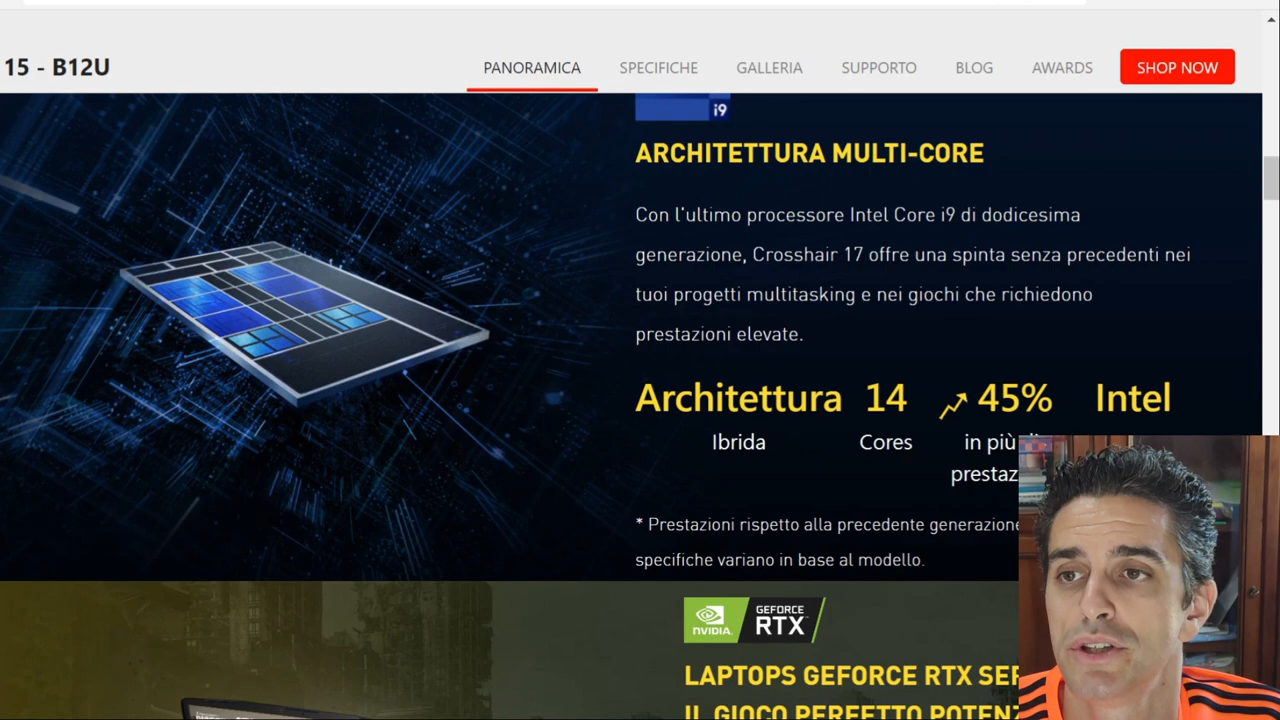 15 - B12U
PANORAMICA SPECIFICHE GALLERIA SUPPORTO BLOG AWARDS SHOP NOW
i9
ARCHITETTURA MULTI-CORE
Con l'ultimo processore Intel Core i9 di dodicesima
generazione, Crosshair 17 offre una spinta senza precedenti nei
tuoi progetti multitasking e nei giochi che richiedono
prestazioni elevate.
Architettura 14 45% Intel
Ibrida Cores in più
* Prestazioni rispetto alla precedente generazione
specifiche variano in base al modello.
NVIDIA. GEFORCE
RTX
LAPTOPS GEFORCE RTX
IL GIOCO PERFETTO